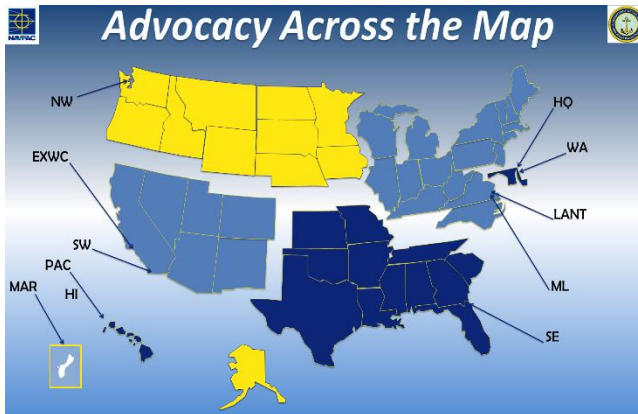 NAVFAC
Advocacy Across the Map
NW
HQ
EXWC
WA
LANT
SW
PAC
MAR
HI
ML
SE